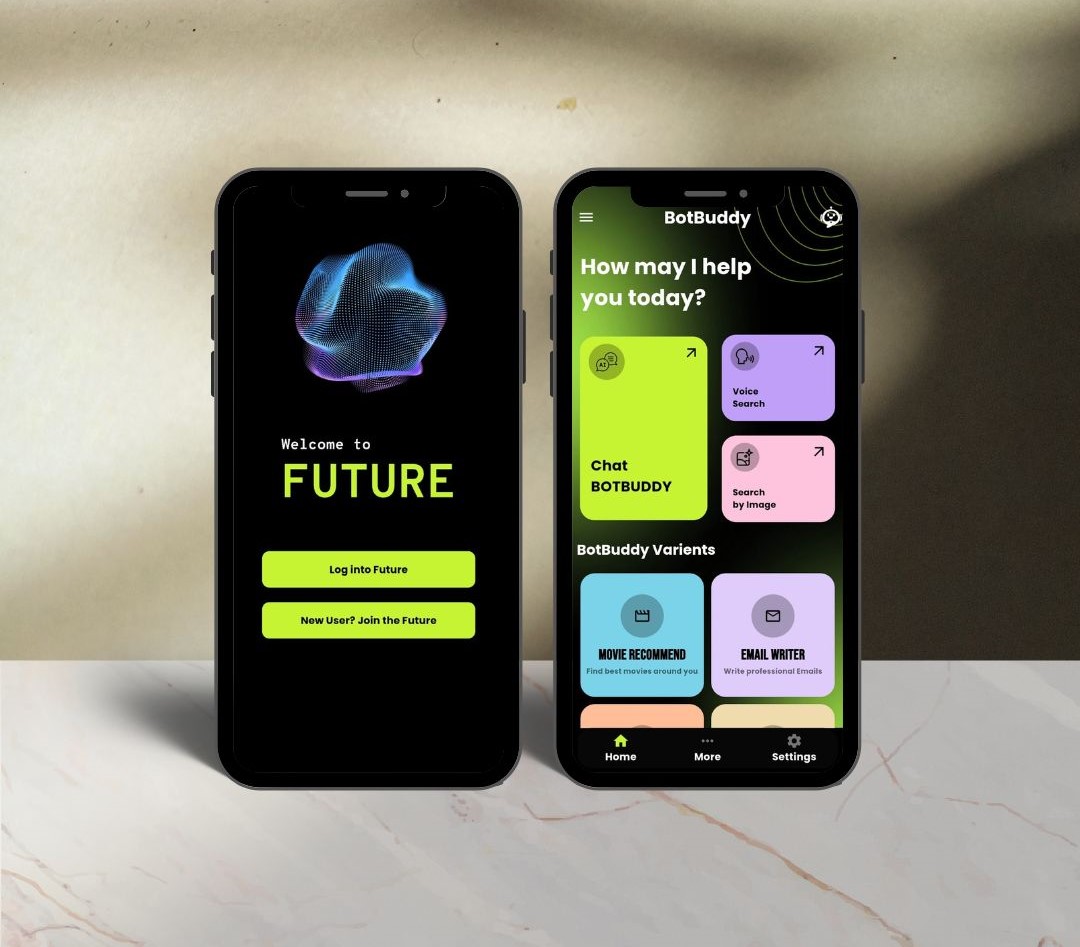 Welcome to
FUTURE
Log into Future
New User? Join the Future
BotBuddy
How may I help
you today?
AI
Chat
BOTBUDDY
Voice
Search
Search
by Image
BotBuddy Varients
MOVIE RECOMMEND
Find best movies around you
EMAIL WRITER
Write professional Emails
Home
More
Settings